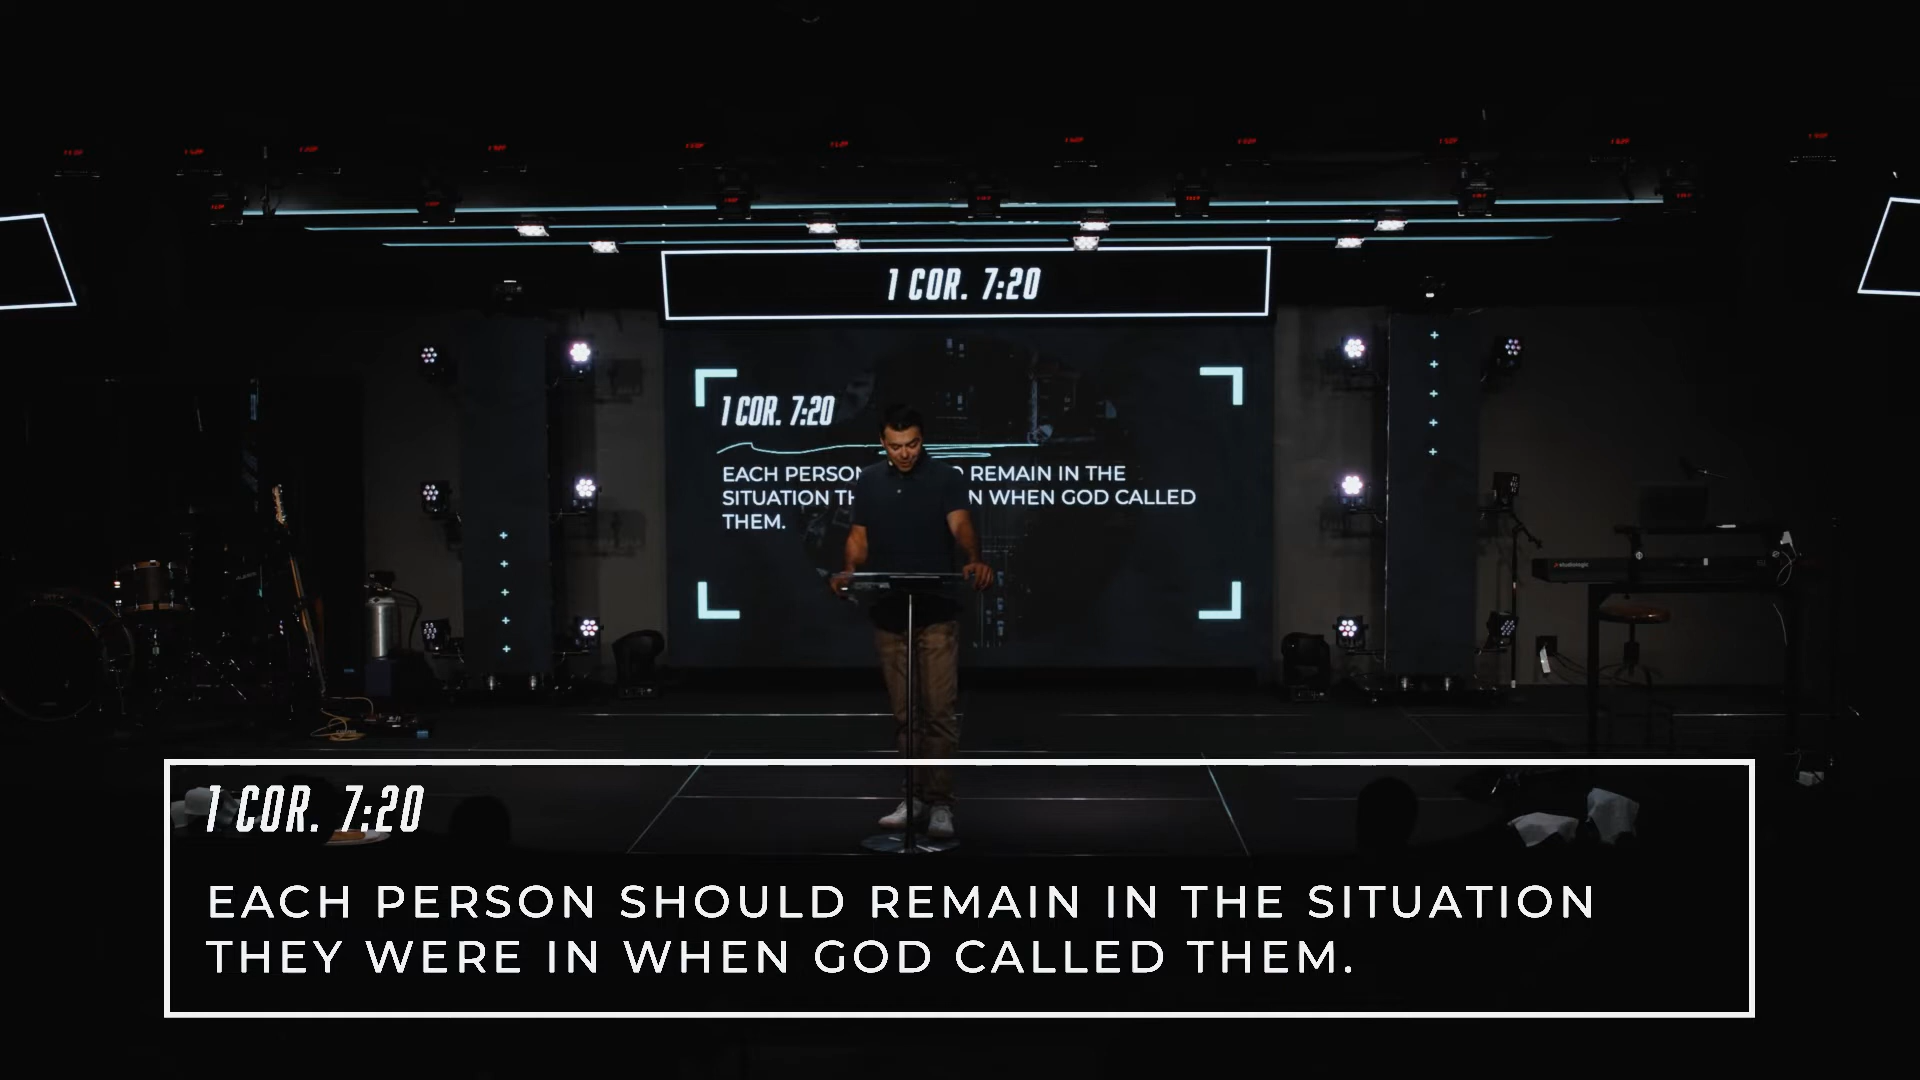 1 COR. 7:20
1 COR. 7:20
EACH PERSON REMAIN IN THE
SITUATION WHEN GOD CALLED
THEM.
studiologic
1 COR. 7:20
EACH PERSON SHOULD REMAIN IN THE SITUATION
THEY WERE IN WHEN GOD CALLED THEM.